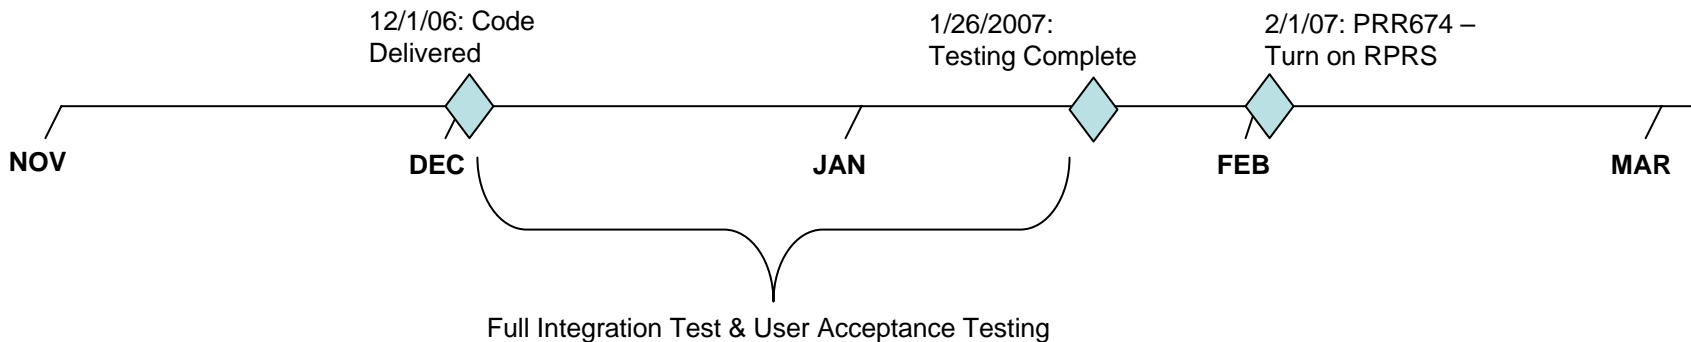 12/1/06: Code
Delivered
1/26/2007:
Testing Complete
2/1/07: PRR674 –
Turn on RPRS
NOV
DEC
JAN
FEB
MAR
Full Integration Test & User Acceptance Testing